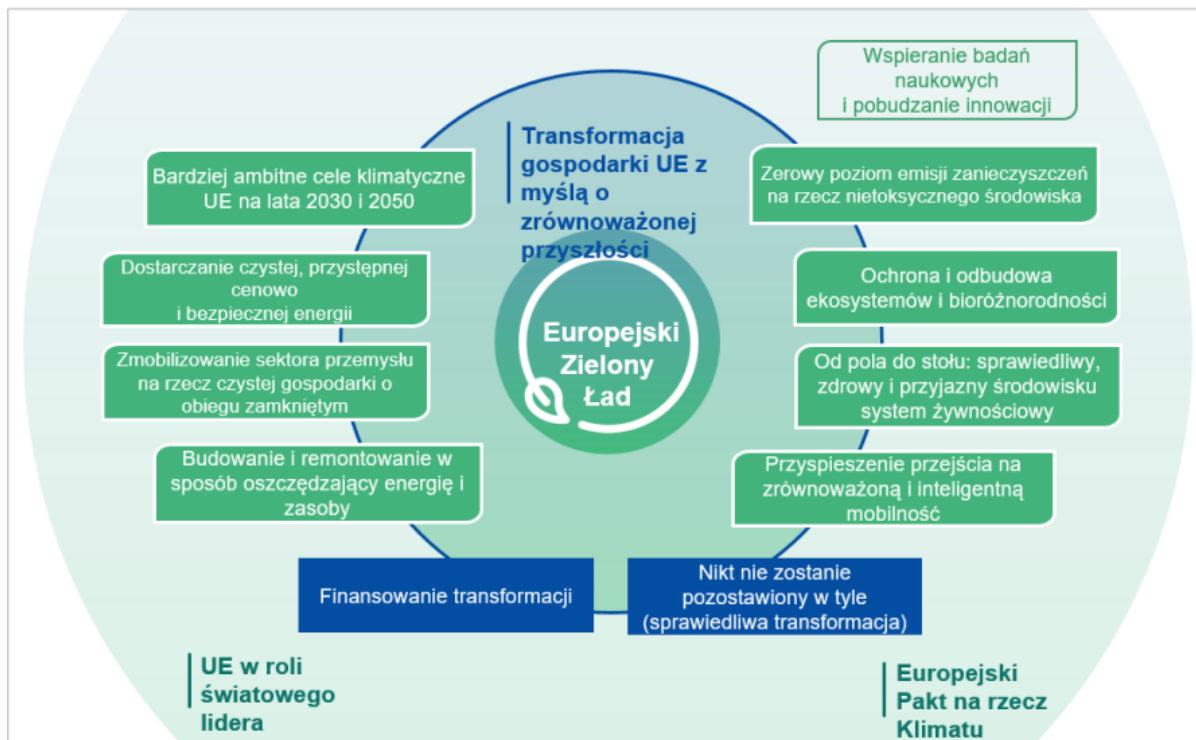 Wspieranie badań
naukowych
i pobudzanie innowacji
Transformacja
gospodarki UE z
myślą o
zrównoważonej
przyszłości
Bardziej ambitne cele klimatyczne
UE na lata 2030 i 2050
Zerowy poziom emisji zanieczyszczeń
na rzecz nietoksycznego środowiska
Dostarczanie czystej, przystępnej
cenowo
i bezpiecznej energii
Ochrona i odbudowa
ekosystemów i bioróżnorodności
Europejski
Zielony
Ład
Zmobilizowanie sektora przemysłu
na rzecz czystej gospodarki o
obiegu zamkniętym
Od pola do stołu: sprawiedliwy,
zdrowy i przyjazny środowisku
system żywnościowy
Budowanie i remontowanie w
sposób oszczędzający energię i
zasoby
Przyspieszenie przejścia na
zrównoważoną i inteligentną
mobilność
Finansowanie transformacji
Nikt nie zostanie
pozostawiony w tyle
(sprawiedliwa transformacja)
UE w roli
światowego
lidera
Europejski
Pakt na rzecz
Klimatu